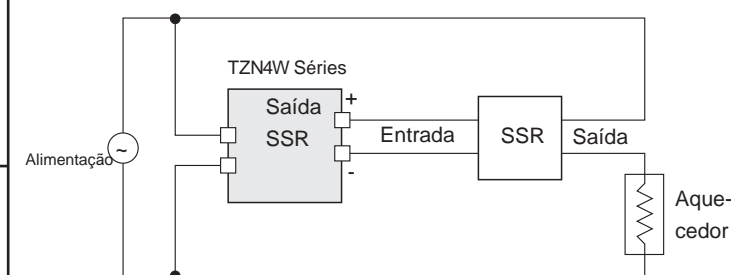 TZN4W Séries
Saída
SSR
+
-
Entrada
SSR
Saída
Alimentação
~
Aque-
cedor